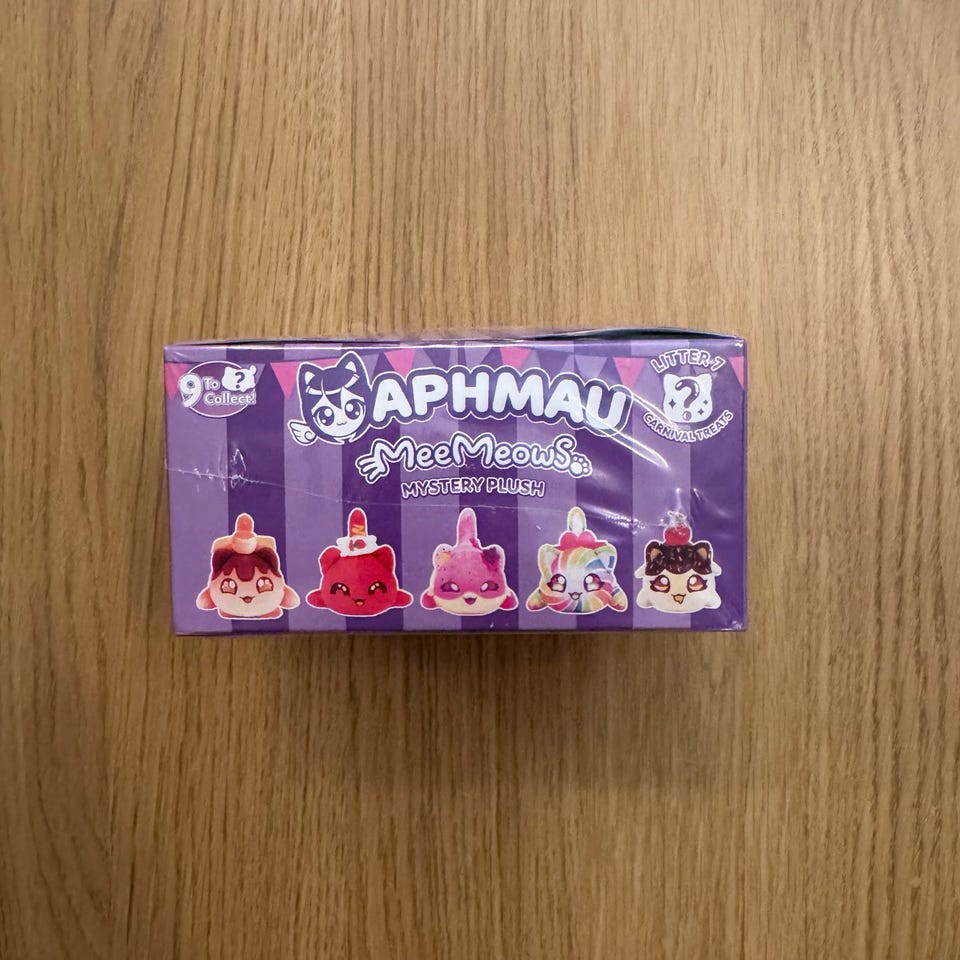 9 To
Collect!
?
APHMAU
MeeMeows
MYSTERY PLUSH
LITTER-7
?
CARNIVAL TREATS